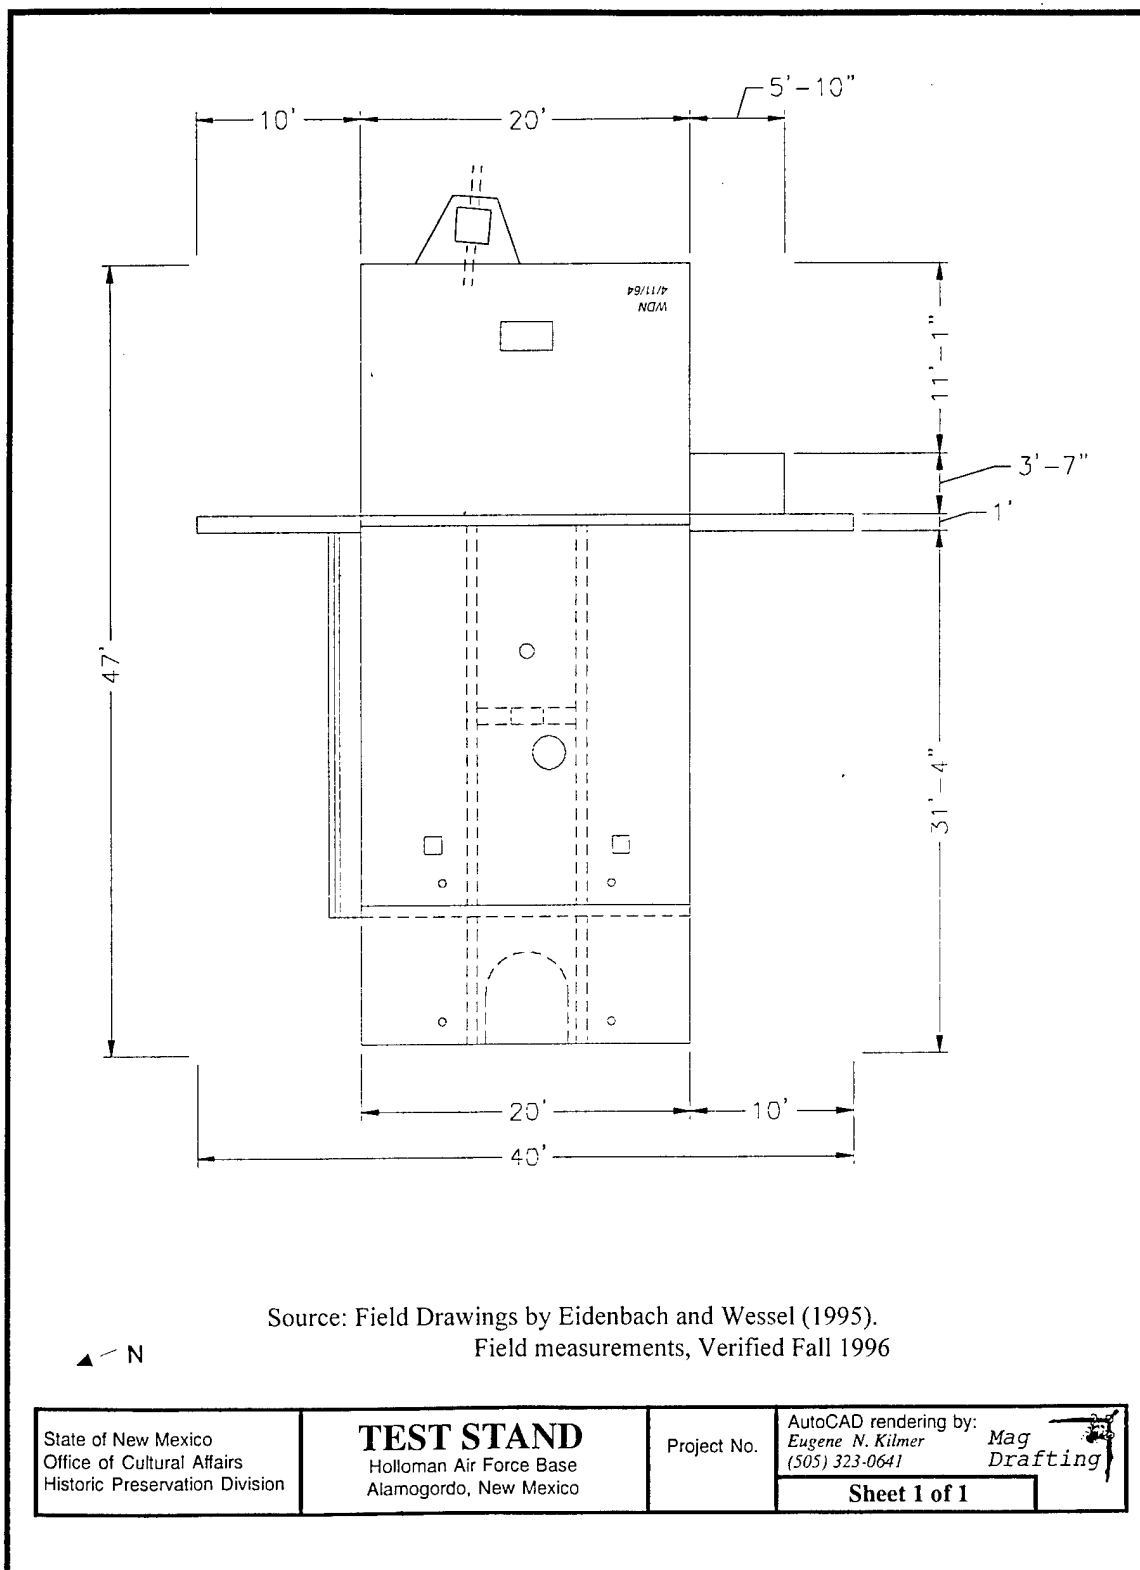 5'-10"
10'
20'
WDN
4/11/64
11'-1"
3'-7"
1'
47'
31'-4"
20'
10'
40'
Source: Field Drawings by Eidenbach and Wessel (1995).
Field measurements, Verified Fall 1996
N
State of New Mexico
Office of Cultural Affairs
Historic Preservation Division
TEST STAND
Holloman Air Force Base
Alamogordo, New Mexico
Project No.
AutoCAD rendering by:
Eugene N. Kilmer
(505) 323-0641
Mag
Drafting
Sheet 1 of 1